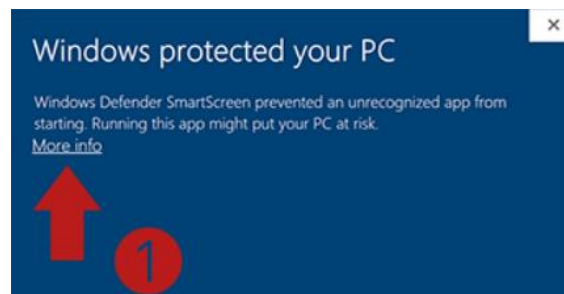 Windows protected your PC
Windows Defender SmartScreen prevented an unrecognized app from
starting. Running this app might put your PC at risk.
More info
1